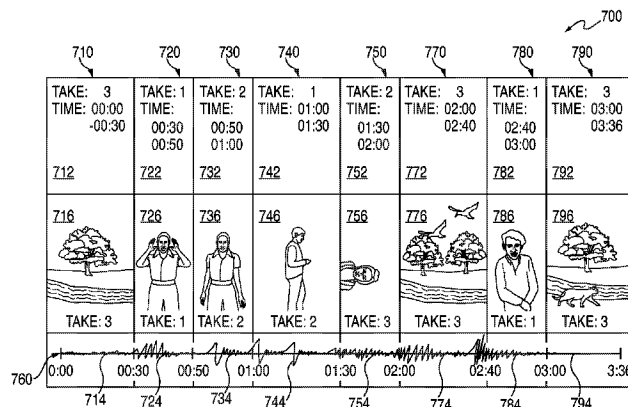 700
710 720 730 740 750 770 780 790
TAKE: 3
TIME: 00:00
-00:30
712
TAKE: 1
TIME:
00:30
00:50
722
TAKE: 2
TIME:
00:50
01:00
732
TAKE: 1
TIME: 01:00
01:30
742
TAKE: 2
TIME:
01:30
02:00
752
TAKE: 3
TIME: 02:00
02:40
772
TAKE: 1
TIME:
02:40
03:00
782
TAKE: 3
TIME: 03:00
03:36
792
716
TAKE: 3
726
TAKE: 1
736
TAKE: 2
746
TAKE: 2
756
TAKE: 3
776
TAKE: 3
786
TAKE: 1
796
TAKE: 3
760
0:00 00:30 00:50 01:00 01:30 02:00 02:40 03:00 3:36
714 724 734 744 754 774 784 794